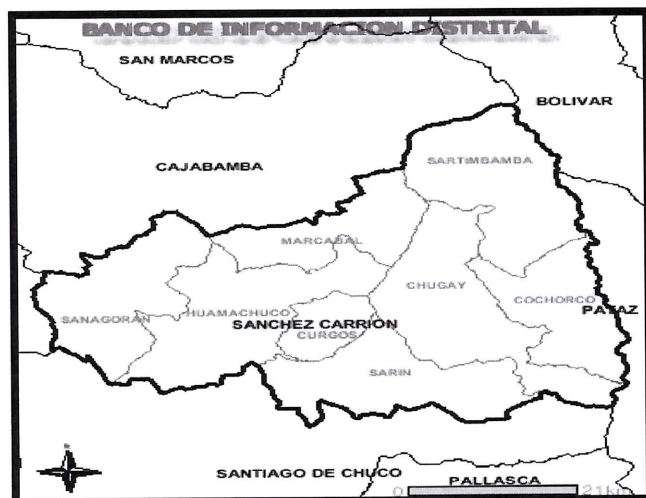 BANCO DE INFORMACION DISTRITAL
SAN MARCOS
BOLIVAR
CAJABAMBA
SARTIMBAMBA
MARCABAL
CHUGAY
COCHORCO
PATAZ
SANAGORAN
HUAMACHUCO
SANCHEZ CARRION
CURGOS
SARIN
SANTIAGO DE CHUCO
PALLASCA
0 21km